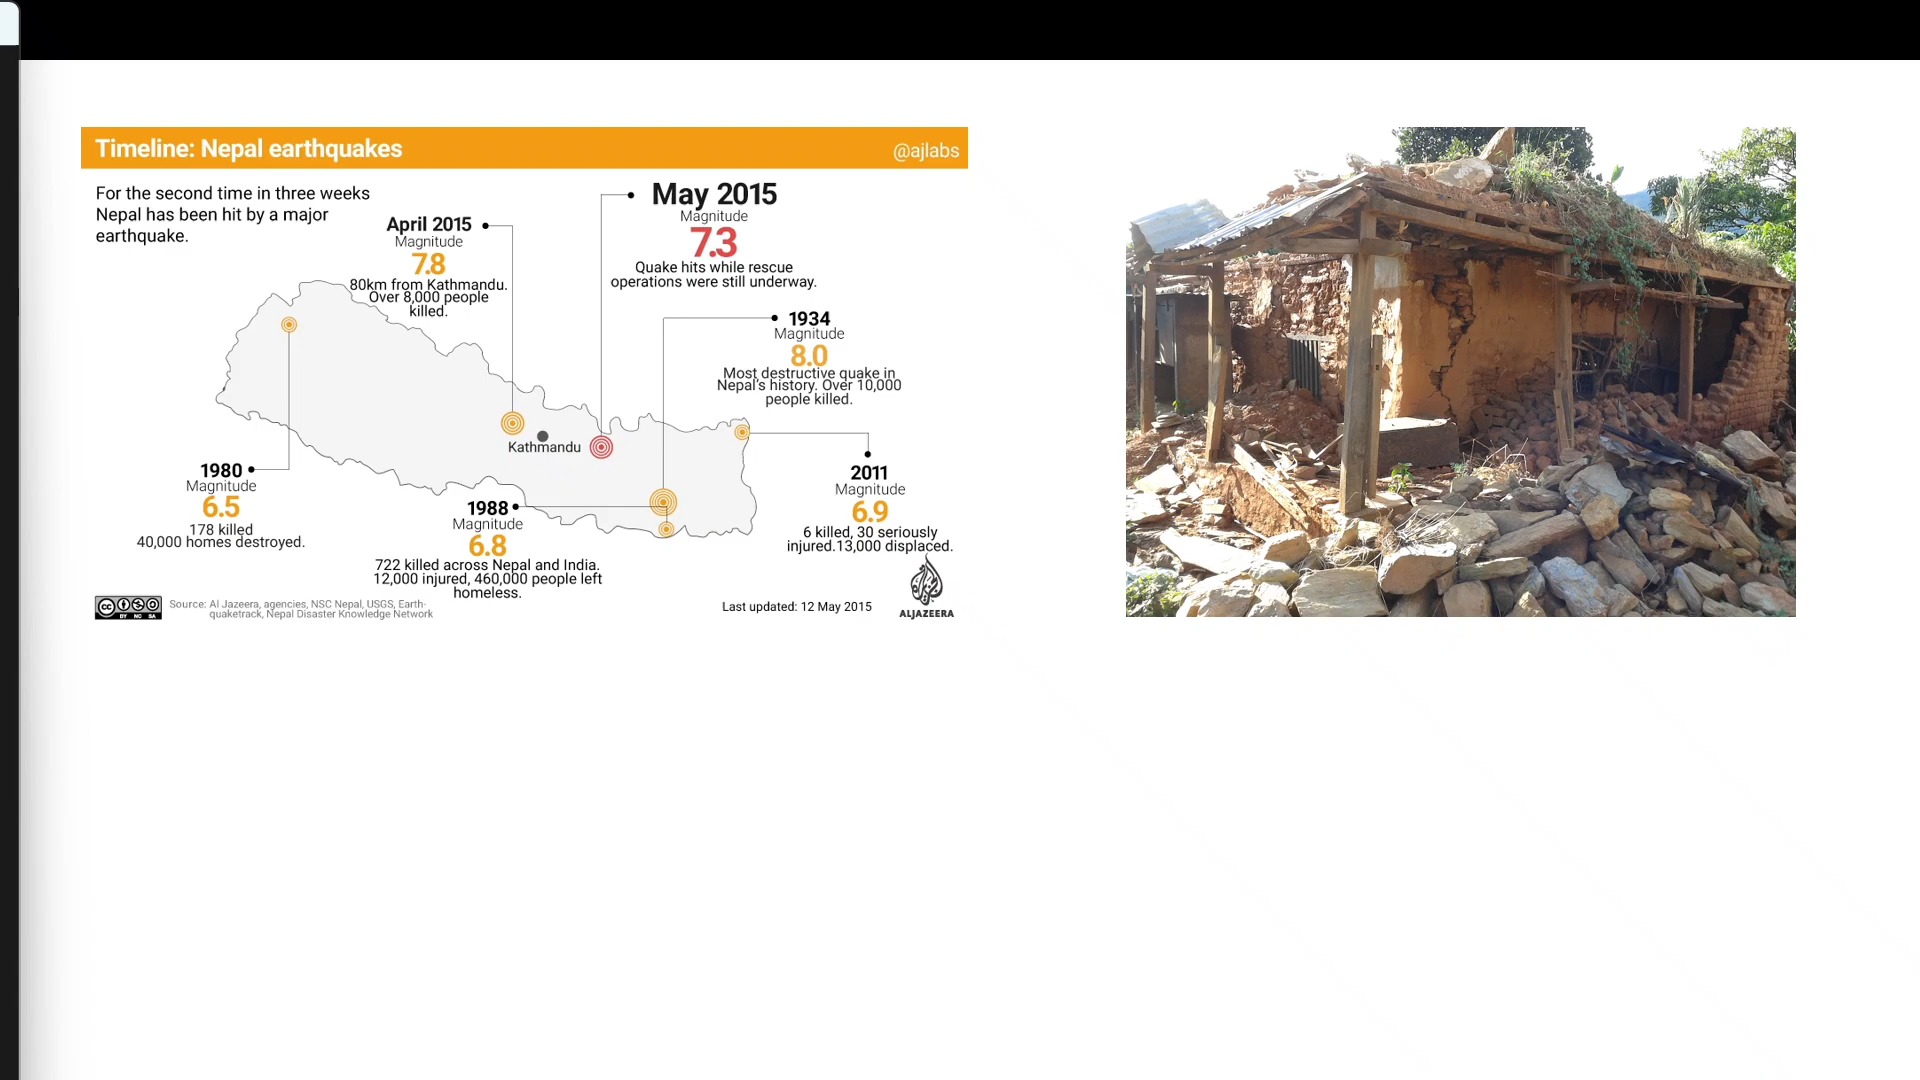 Timeline: Nepal earthquakes
@ajlabs
For the second time in three weeks
Nepal has been hit by a major
earthquake.
April 2015
Magnitude
7.8
80km from Kathmandu.
Over 8,000 people
killed.
May 2015
Magnitude
7.3
Quake hits while rescue
operations were still underway.
1934
Magnitude
8.0
Most destructive quake in
Nepal's history. Over 10,000
people killed.
Kathmandu
1980
Magnitude
6.5
178 killed
40,000 homes destroyed.
1988
Magnitude
6.8
722 killed across Nepal and India.
12,000 injured, 460,000 people left
homeless.
2011
Magnitude
6.9
6 killed, 30 seriously
injured.13,000 displaced.
CC BY NC SA
Source: Al Jazeera, agencies, NSC Nepal, USGS, Earth-
quaketrack, Nepal Disaster Knowledge Network
Last updated: 12 May 2015
ALJAZEERA